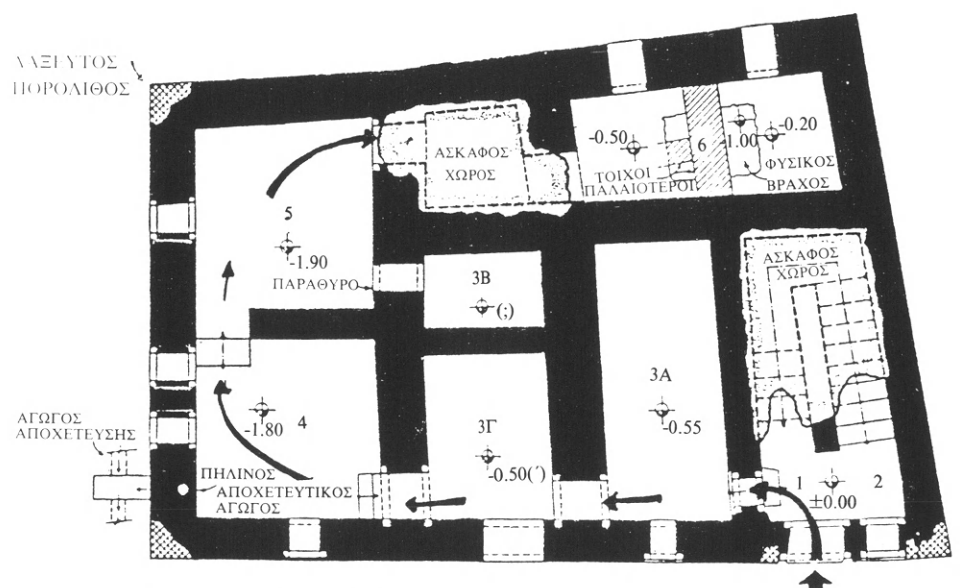 ΛΑΞΕΥΤΟΣ
ΠΩΡΟΛΙΘΟΣ
ΑΣΚΑΦΟΣ
ΧΩΡΟΣ
-0.50
6
1.00
-0.20
ΤΟΙΧΟΙ
ΠΑΛΑΙΟΤΕΡΟΙ
ΦΥΣΙΚΟΣ
ΒΡΑΧΟΣ
5
-1.90
ΠΑΡΑΘΥΡΟ
3Β
(;)
ΑΣΚΑΦΟΣ
ΧΩΡΟΣ
3Α
-0.55
4
-1.80
3Γ
-0.50(΄)
ΑΓΩΓΟΣ
ΑΠΟΧΕΤΕΥΣΗΣ
ΠΗΛΙΝΟΣ
ΑΠΟΧΕΤΕΥΤΙΚΟΣ
ΑΓΩΓΟΣ
1
2
±0.00